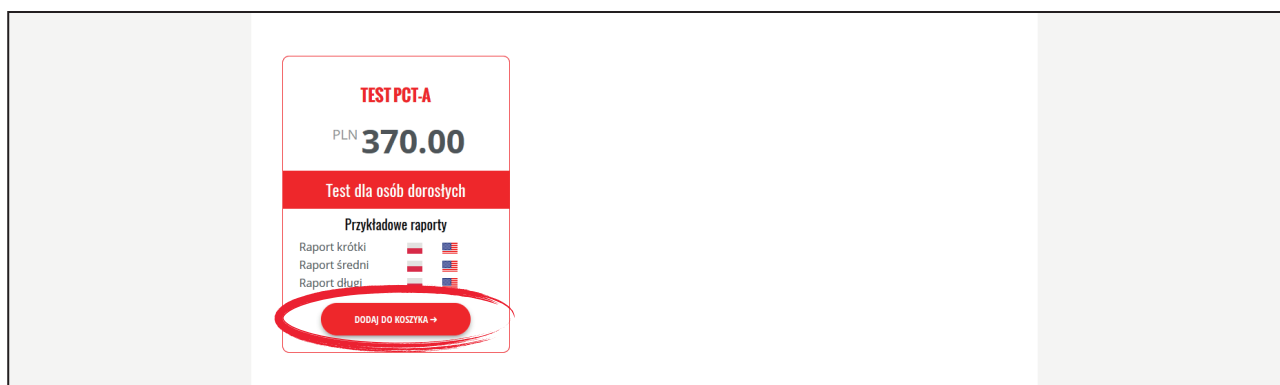 TEST PCT-A
PLN 370.00
Test dla osób dorosłych
Przykładowe raporty
Raport krótki
Raport średni
Raport długi
DODAJ DO KOSZYKA →